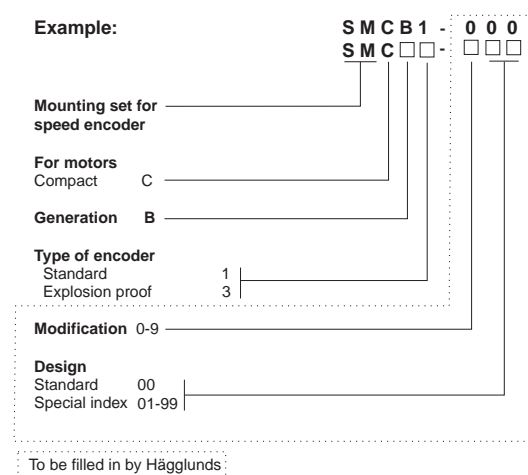 Example: S M C B 1 - 0 0 0
S M C □ □ - □ □ □
Mounting set for
speed encoder
For motors
Compact C
Generation B
Type of encoder
Standard 1
Explosion proof 3
Modification 0-9
Design
Standard 00
Special index 01-99
To be filled in by Hägglunds